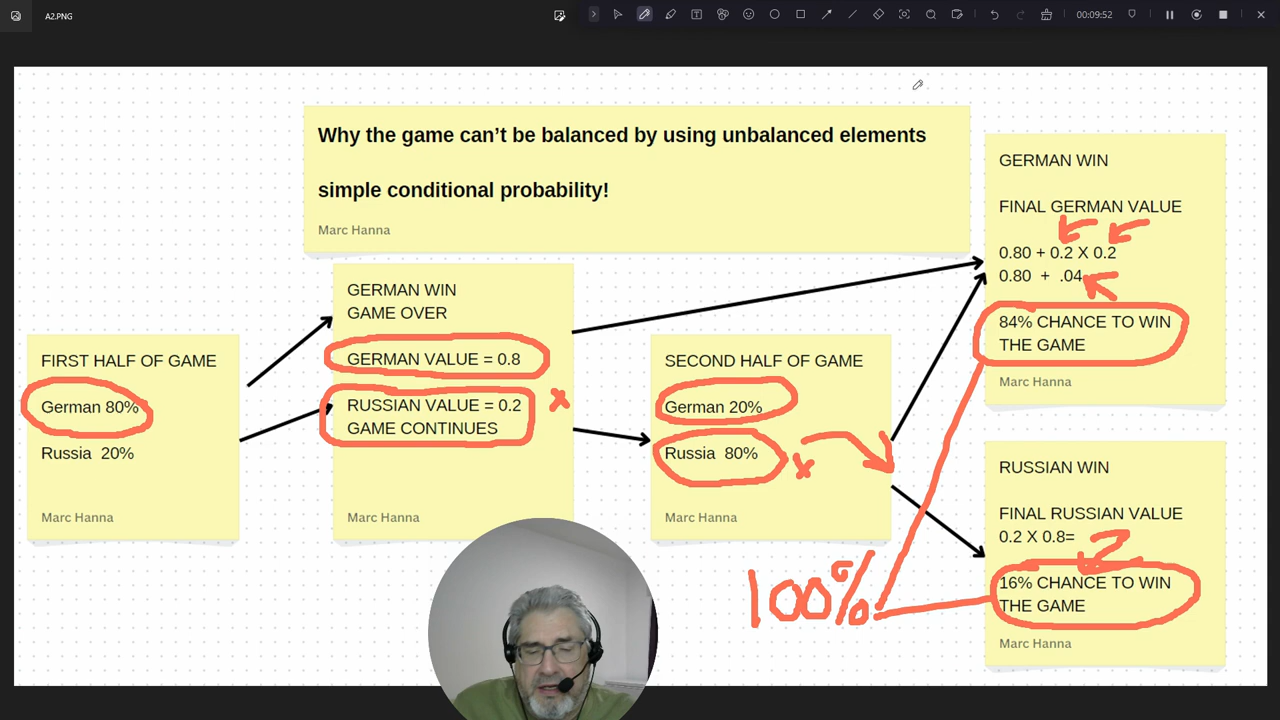 A2.PNG
00:09:52
Why the game can't be balanced by using unbalanced elements
simple conditional probability!
Marc Hanna
FIRST HALF OF GAME
German 80%
Russia 20%
Marc Hanna
GERMAN WIN
GAME OVER
GERMAN VALUE = 0.8
RUSSIAN VALUE = 0.2
GAME CONTINUES
Marc Hanna
x
SECOND HALF OF GAME
German 20%
Russia 80%
Marc Hanna
x
100%
GERMAN WIN
FINAL GERMAN VALUE
0.80 + 0.2 X 0.2
0.80 + .04
84% CHANCE TO WIN
THE GAME
Marc Hanna
RUSSIAN WIN
FINAL RUSSIAN VALUE
0.2 X 0.8=
16% CHANCE TO WIN
THE GAME
Marc Hanna